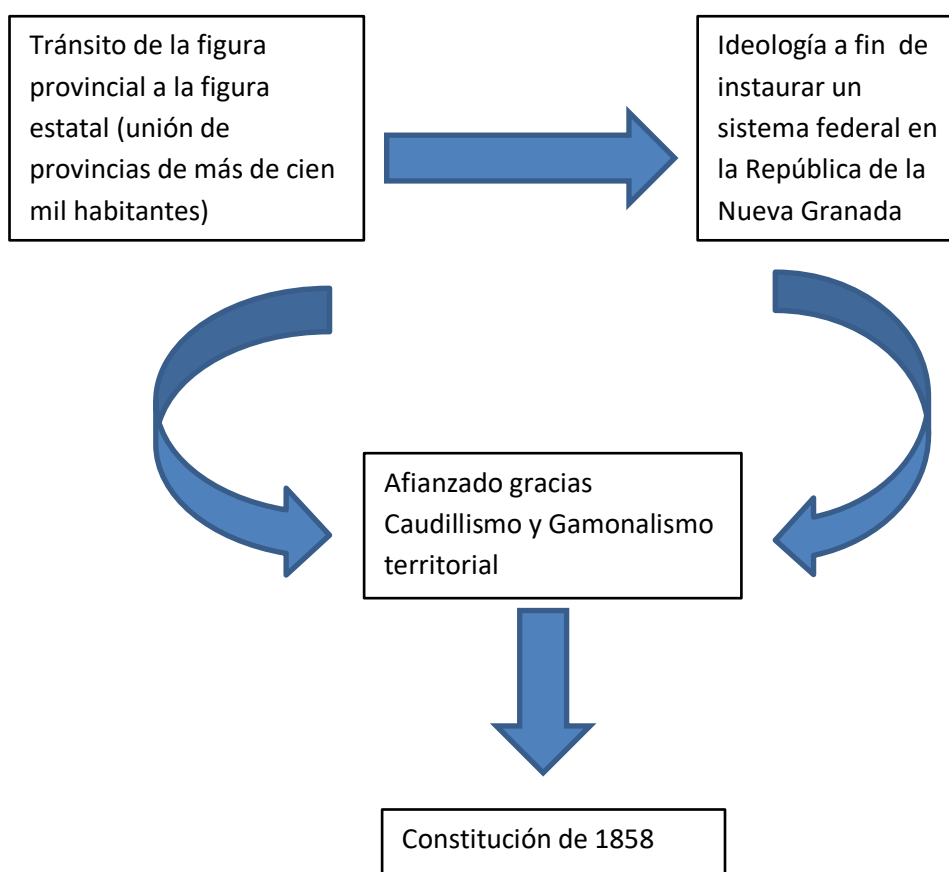 Tránsito de la figura
provincial a la figura
estatal (unión de
provincias de más de cien
mil habitantes)
Ideología a fin de
instaurar un
sistema federal en
la República de la
Nueva Granada
Afianzado gracias
Caudillismo y Gamonalismo
territorial
Constitución de 1858